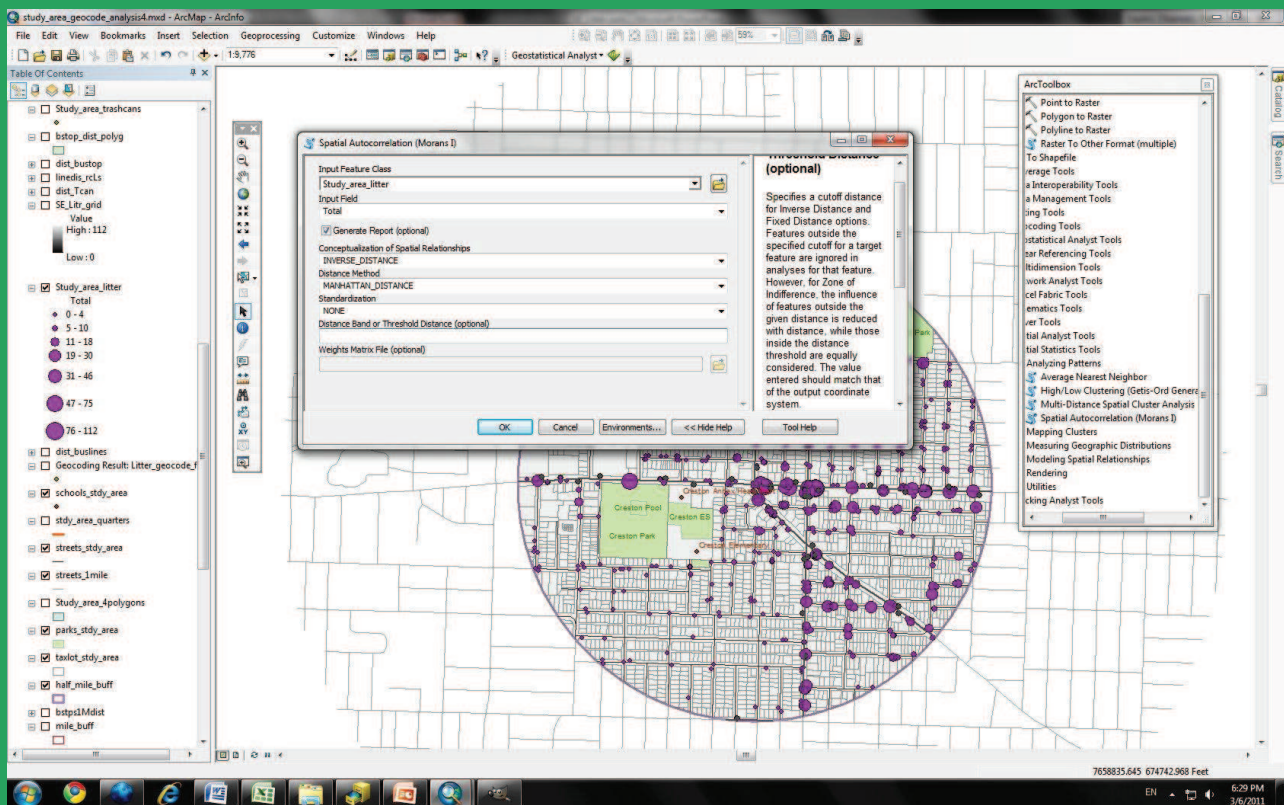 study_area_geocode_analysis4.mxd - ArcMap - ArcInfo
File Edit View Bookmarks Insert Selection Geoprocessing Customize Windows Help
59%
1:9,776
Geostatistical Analyst
Table Of Contents
Study_area_trashcans
bstop_dist_polyg
dist_bustop
linedis_rcLs
dist_Tcan
SE_Litr_grid
Value
High : 112
Low : 0
Study_area_litter
Total
0 - 4
5 - 10
11 - 18
19 - 30
31 - 46
47 - 75
76 - 112
dist_buslines
Geocoding Result: Litter_geocode_f
schools_stdy_area
stdy_area_quarters
streets_stdy_area
streets_1mile
Study_area_4polygons
parks_stdy_area
taxlot_stdy_area
half_mile_buff
bstps1Mdist
mile_buff
Spatial Autocorrelation (Morans I)
Input Feature Class
Study_area_litter
Input Field
Total
Generate Report (optional)
Conceptualization of Spatial Relationships
INVERSE_DISTANCE
Distance Method
MANHATTAN_DISTANCE
Standardization
NONE
Distance Band or Threshold Distance (optional)
Weights Matrix File (optional)
Threshold Distance
(optional)
Specifies a cutoff distance
for Inverse Distance and
Fixed Distance options.
Features outside the
specified cutoff for a target
feature are ignored in
analyses for that feature.
However, for Zone of
Indifference, the influence
of features outside the
given distance is reduced
with distance, while those
inside the distance
threshold are equally
considered. The value
entered should match that
of the output coordinate
system.
OK Cancel Environments... << Hide Help Tool Help
Park
Creston Pool
Creston ES
Creston Park
Creston Annex
ArcToolbox
Point to Raster
Polygon to Raster
Polyline to Raster
Raster To Other Format (multiple)
To Shapefile
verage Tools
a Interoperability Tools
a Management Tools
ting Tools
ocoding Tools
ostatistical Analyst Tools
ear Referencing Tools
ltidimension Tools
twork Analyst Tools
cel Fabric Tools
ematics Tools
ver Tools
tial Analyst Tools
tial Statistics Tools
Analyzing Patterns
Average Nearest Neighbor
High/Low Clustering (Getis-Ord Genera
Multi-Distance Spatial Cluster Analysis
Spatial Autocorrelation (Morans I)
Mapping Clusters
Measuring Geographic Distributions
Modeling Spatial Relationships
Rendering
Utilities
cking Analyst Tools
Catalog
Search
7658835.645 674742.968 Feet
EN
6:29 PM
3/6/2011